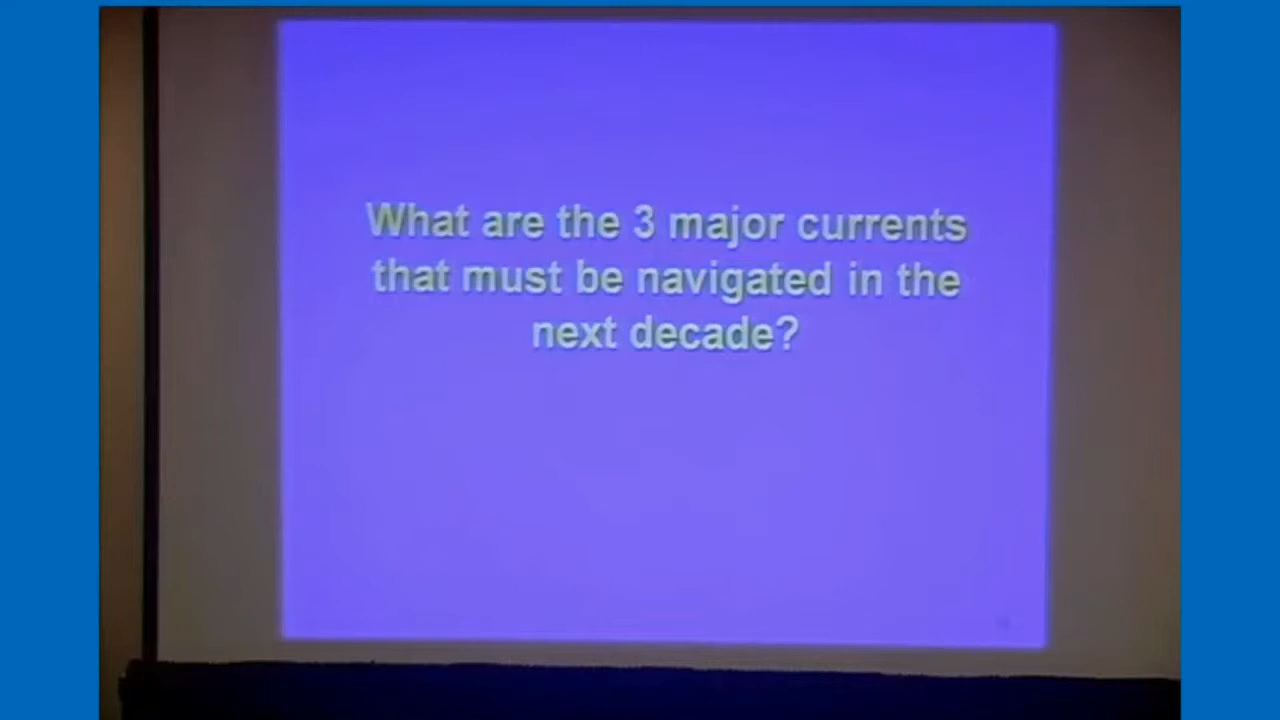 What are the 3 major currents
that must be navigated in the
next decade?